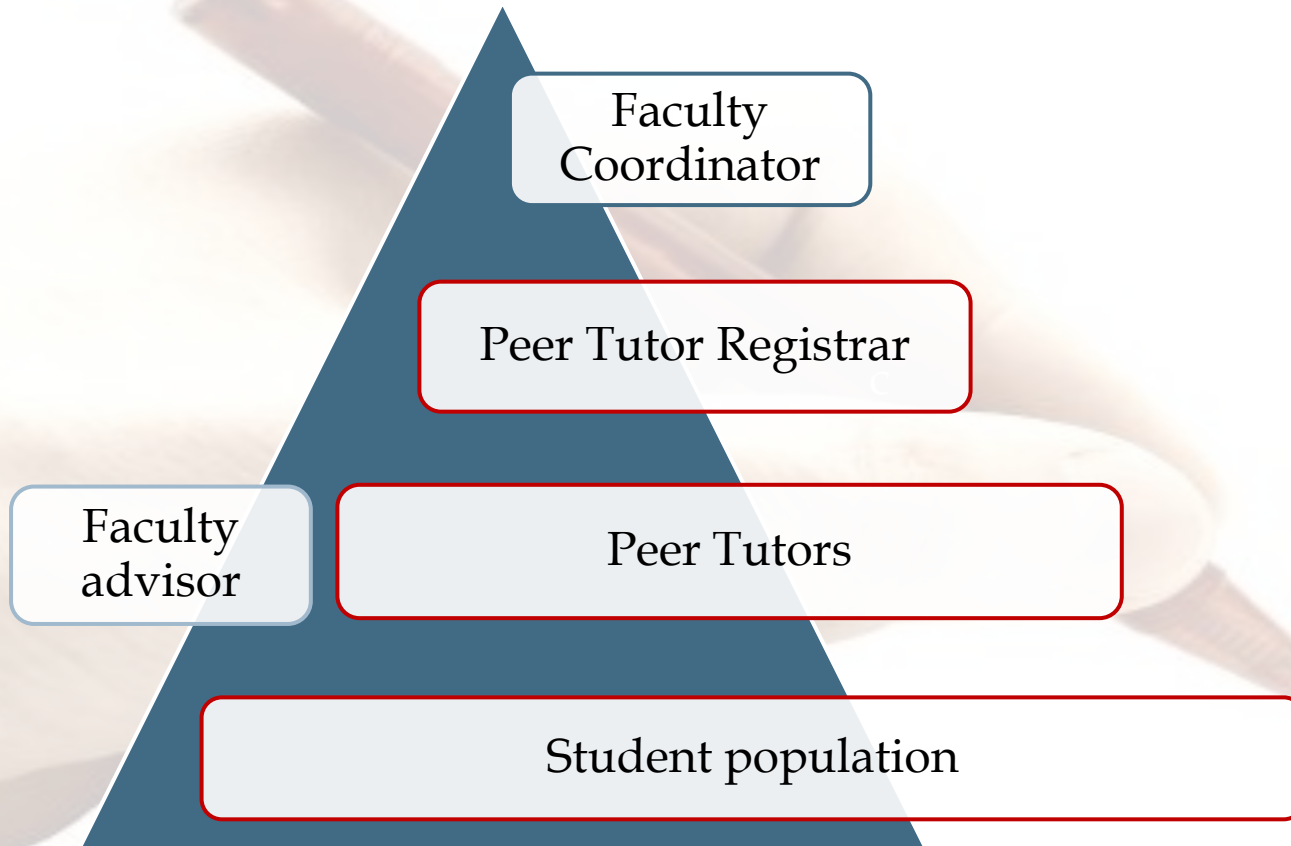 Faculty
Coordinator
Peer Tutor Registrar
c
Faculty
advisor
Peer Tutors
Student population